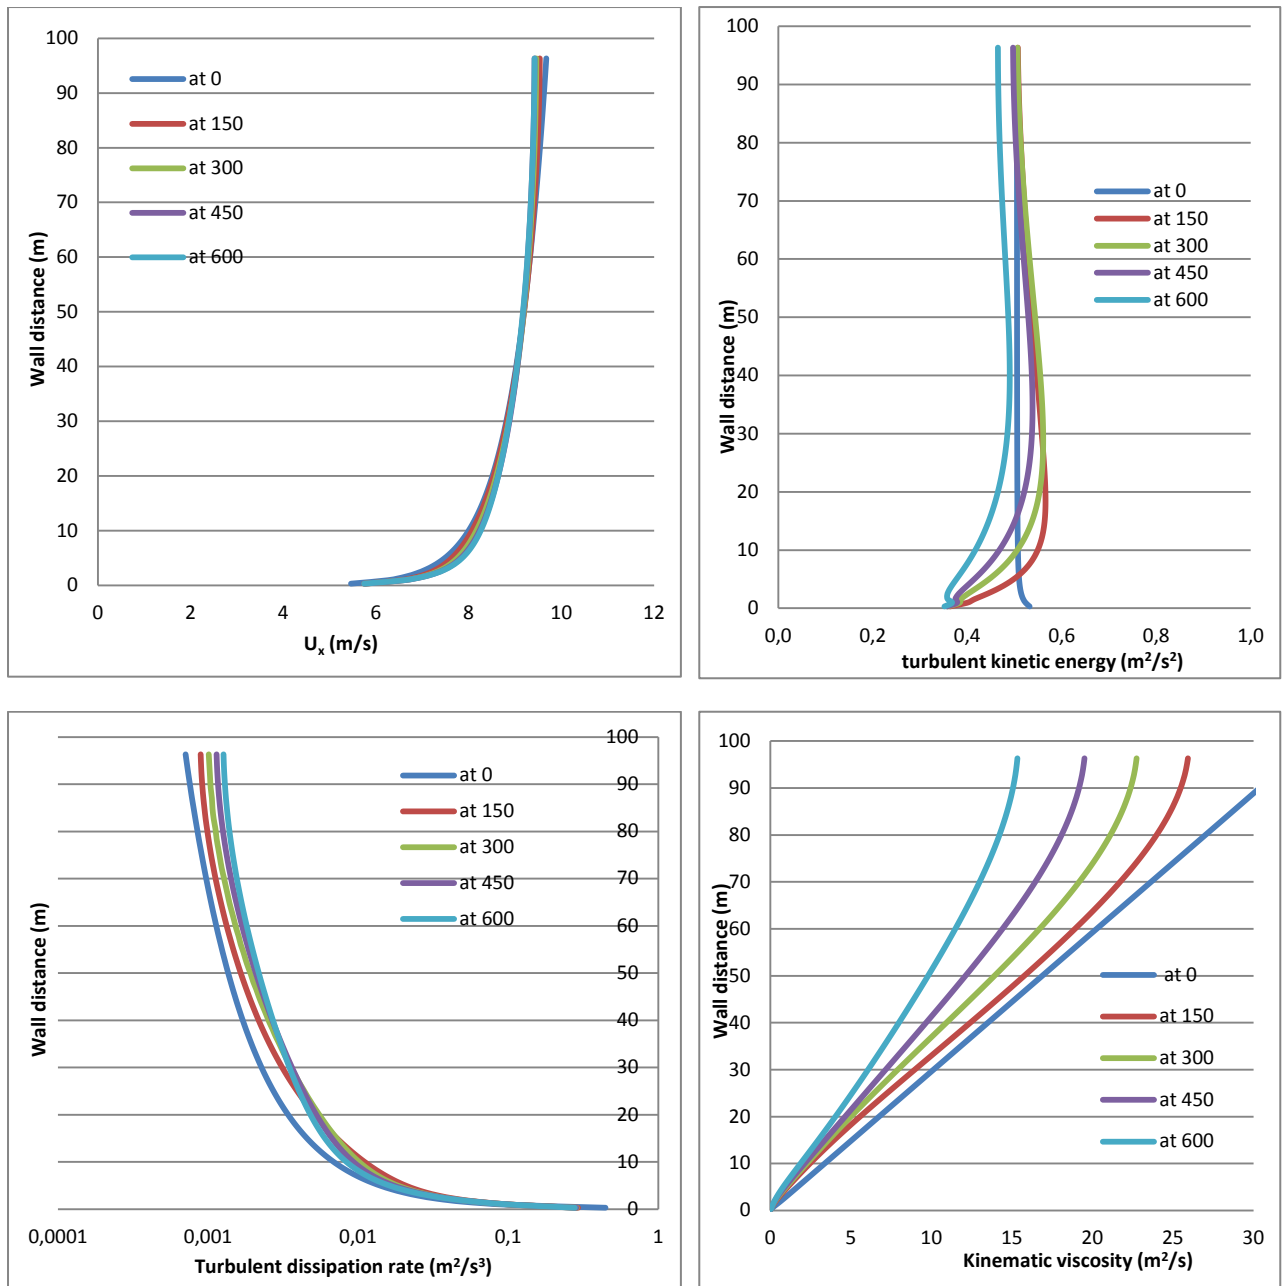 100
90
80
70
60
50
40
30
20
10
0
0
2
4
6
8
10
12
Wall distance (m)
U_x (m/s)
at 0
at 150
at 300
at 450
at 600
100
90
80
70
60
50
40
30
20
10
0
0,0
0,2
0,4
0,6
0,8
1,0
Wall distance (m)
turbulent kinetic energy (m²/s²)
at 0
at 150
at 300
at 450
at 600
100
90
80
70
60
50
40
30
20
10
0
0,0001
0,001
0,01
0,1
1
Wall distance (m)
Turbulent dissipation rate (m²/s³)
at 0
at 150
at 300
at 450
at 600
100
90
80
70
60
50
40
30
20
10
0
0
5
10
15
20
25
30
Wall distance (m)
Kinematic viscosity (m²/s)
at 0
at 150
at 300
at 450
at 600